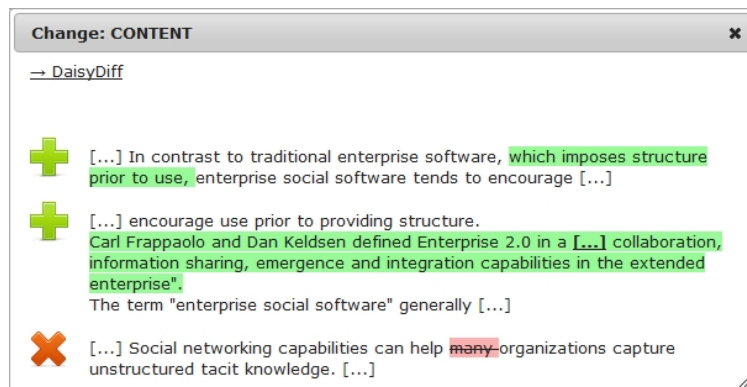 Change: CONTENT
→ DaisyDiff
[...] In contrast to traditional enterprise software, which imposes structure
prior to use, enterprise social software tends to encourage [...]
[...] encourage use prior to providing structure.
Carl Frappaolo and Dan Keldsen defined Enterprise 2.0 in a [...] collaboration,
information sharing, emergence and integration capabilities in the extended
enterprise".
The term "enterprise social software" generally [...]
[...] Social networking capabilities can help many organizations capture
unstructured tacit knowledge. [...]